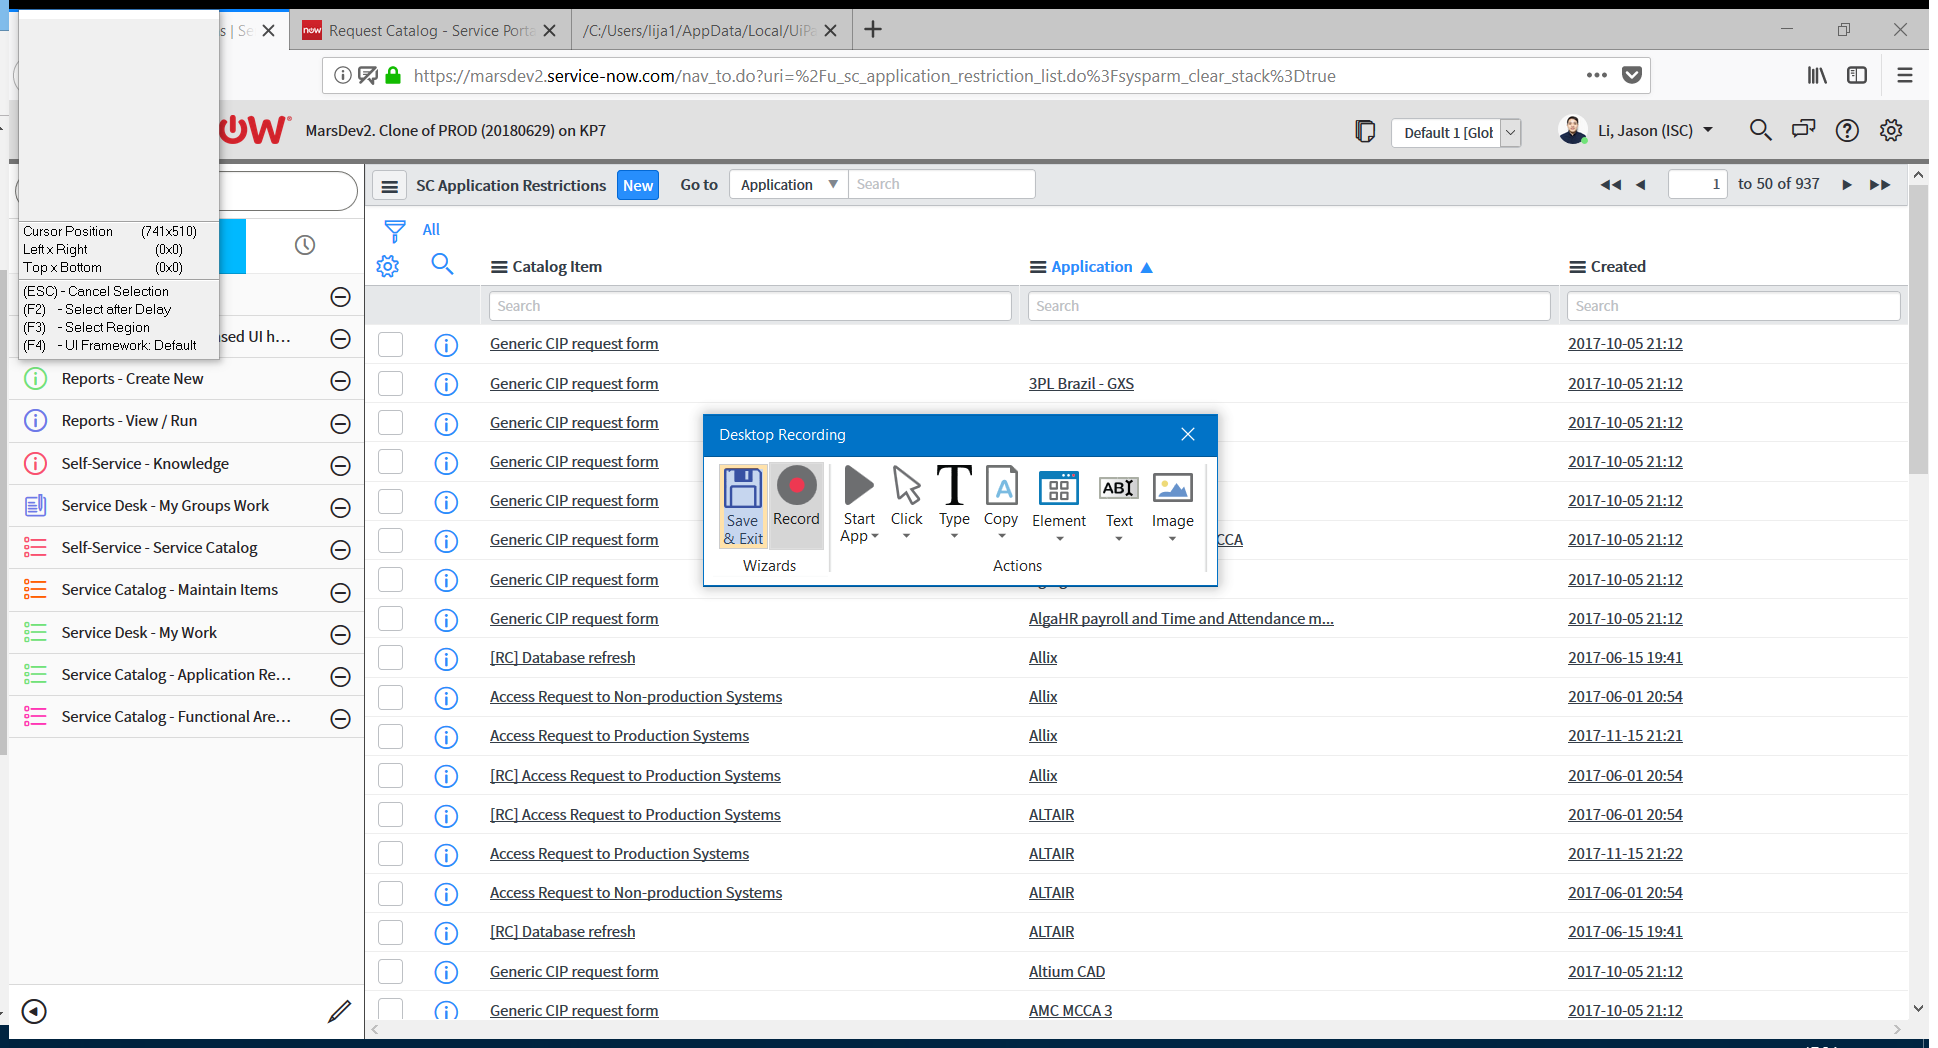 s | Se
now Request Catalog - Service Porta
/C:/Users/lija1/AppData/Local/UiPa
https://marsdev2.service-now.com/nav_to.do?uri=%2Fu_sc_application_restriction_list.do%3Fsysparm_clear_stack%3Dtrue
now MarsDev2. Clone of PROD (20180629) on KP7
Default 1 [Glob
Li, Jason (ISC)
SC Application Restrictions New Go to Application Search
1 to 50 of 937
Cursor Position (741x510)
Left x Right (0x0)
Top x Bottom (0x0)
(ESC) - Cancel Selection
(F2) - Select after Delay
(F3) - Select Region
(F4) - UI Framework: Default
sed UI h...
Reports - Create New
Reports - View / Run
Self-Service - Knowledge
Service Desk - My Groups Work
Self-Service - Service Catalog
Service Catalog - Maintain Items
Service Desk - My Work
Service Catalog - Application Re...
Service Catalog - Functional Are...
All
Catalog Item Application Created
Search Search Search
Generic CIP request form 2017-10-05 21:12
Generic CIP request form 3PL Brazil - GXS 2017-10-05 21:12
Generic CIP request form 2017-10-05 21:12
Generic CIP request form 2017-10-05 21:12
Generic CIP request form 2017-10-05 21:12
Generic CIP request form CCA 2017-10-05 21:12
Generic CIP request form 2017-10-05 21:12
Generic CIP request form AlgaHR payroll and Time and Attendance m... 2017-10-05 21:12
[RC] Database refresh Allix 2017-06-15 19:41
Access Request to Non-production Systems Allix 2017-06-01 20:54
Access Request to Production Systems Allix 2017-11-15 21:21
[RC] Access Request to Production Systems Allix 2017-06-01 20:54
[RC] Access Request to Production Systems ALTAIR 2017-06-01 20:54
Access Request to Production Systems ALTAIR 2017-11-15 21:22
Access Request to Non-production Systems ALTAIR 2017-06-01 20:54
[RC] Database refresh ALTAIR 2017-06-15 19:41
Generic CIP request form Altium CAD 2017-10-05 21:12
Generic CIP request form AMC MCCA 3 2017-10-05 21:12
Desktop Recording
Save & Exit
Record
Start App
Click
Type
Copy
Element
Text
Image
Wizards
Actions